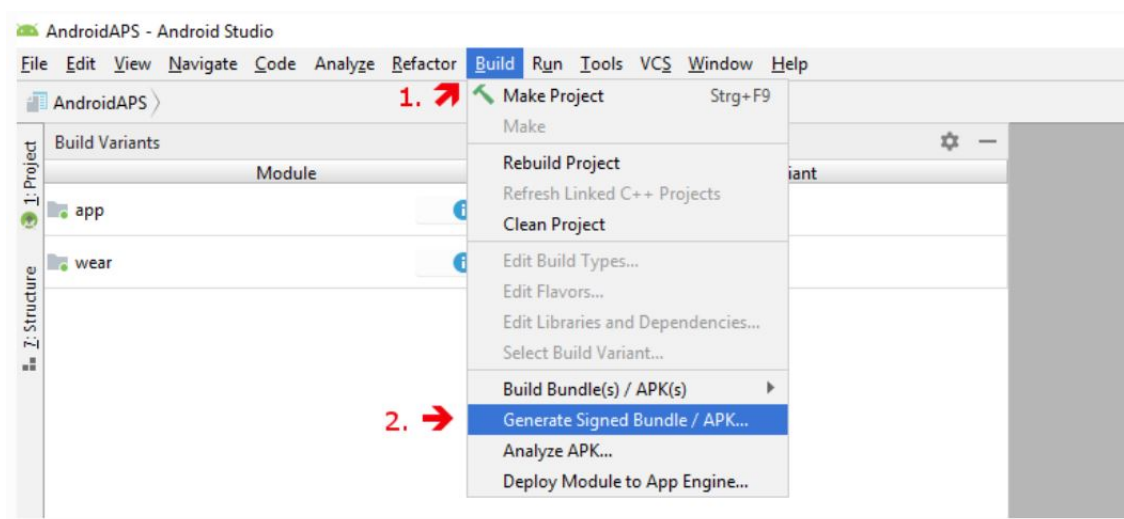 AndroidAPS - Android Studio
File Edit View Navigate Code Analyze Refactor Build Run Tools VCS Window Help
AndroidAPS
1.
Make Project Strg+F9
Make
Build Variants
Rebuild Project
Module iant
Refresh Linked C++ Projects
app
Clean Project
wear
Edit Build Types...
Edit Flavors...
Edit Libraries and Dependencies...
Select Build Variant...
Build Bundle(s) / APK(s)
2.
Generate Signed Bundle / APK...
Analyze APK...
Deploy Module to App Engine...
1: Project
7: Structure